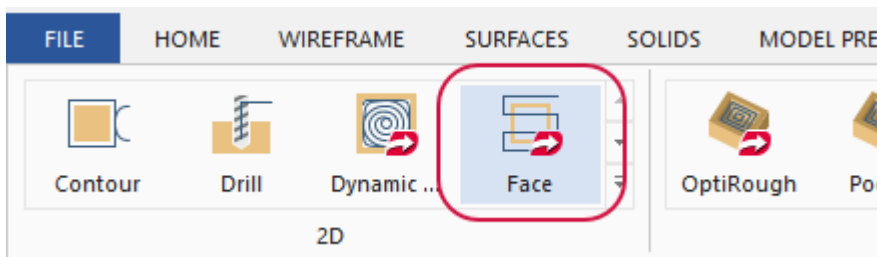 FILE HOME WIREFRAME SURFACES SOLIDS MODEL PRE
Contour Drill Dynamic ... Face OptiRough Po
2D